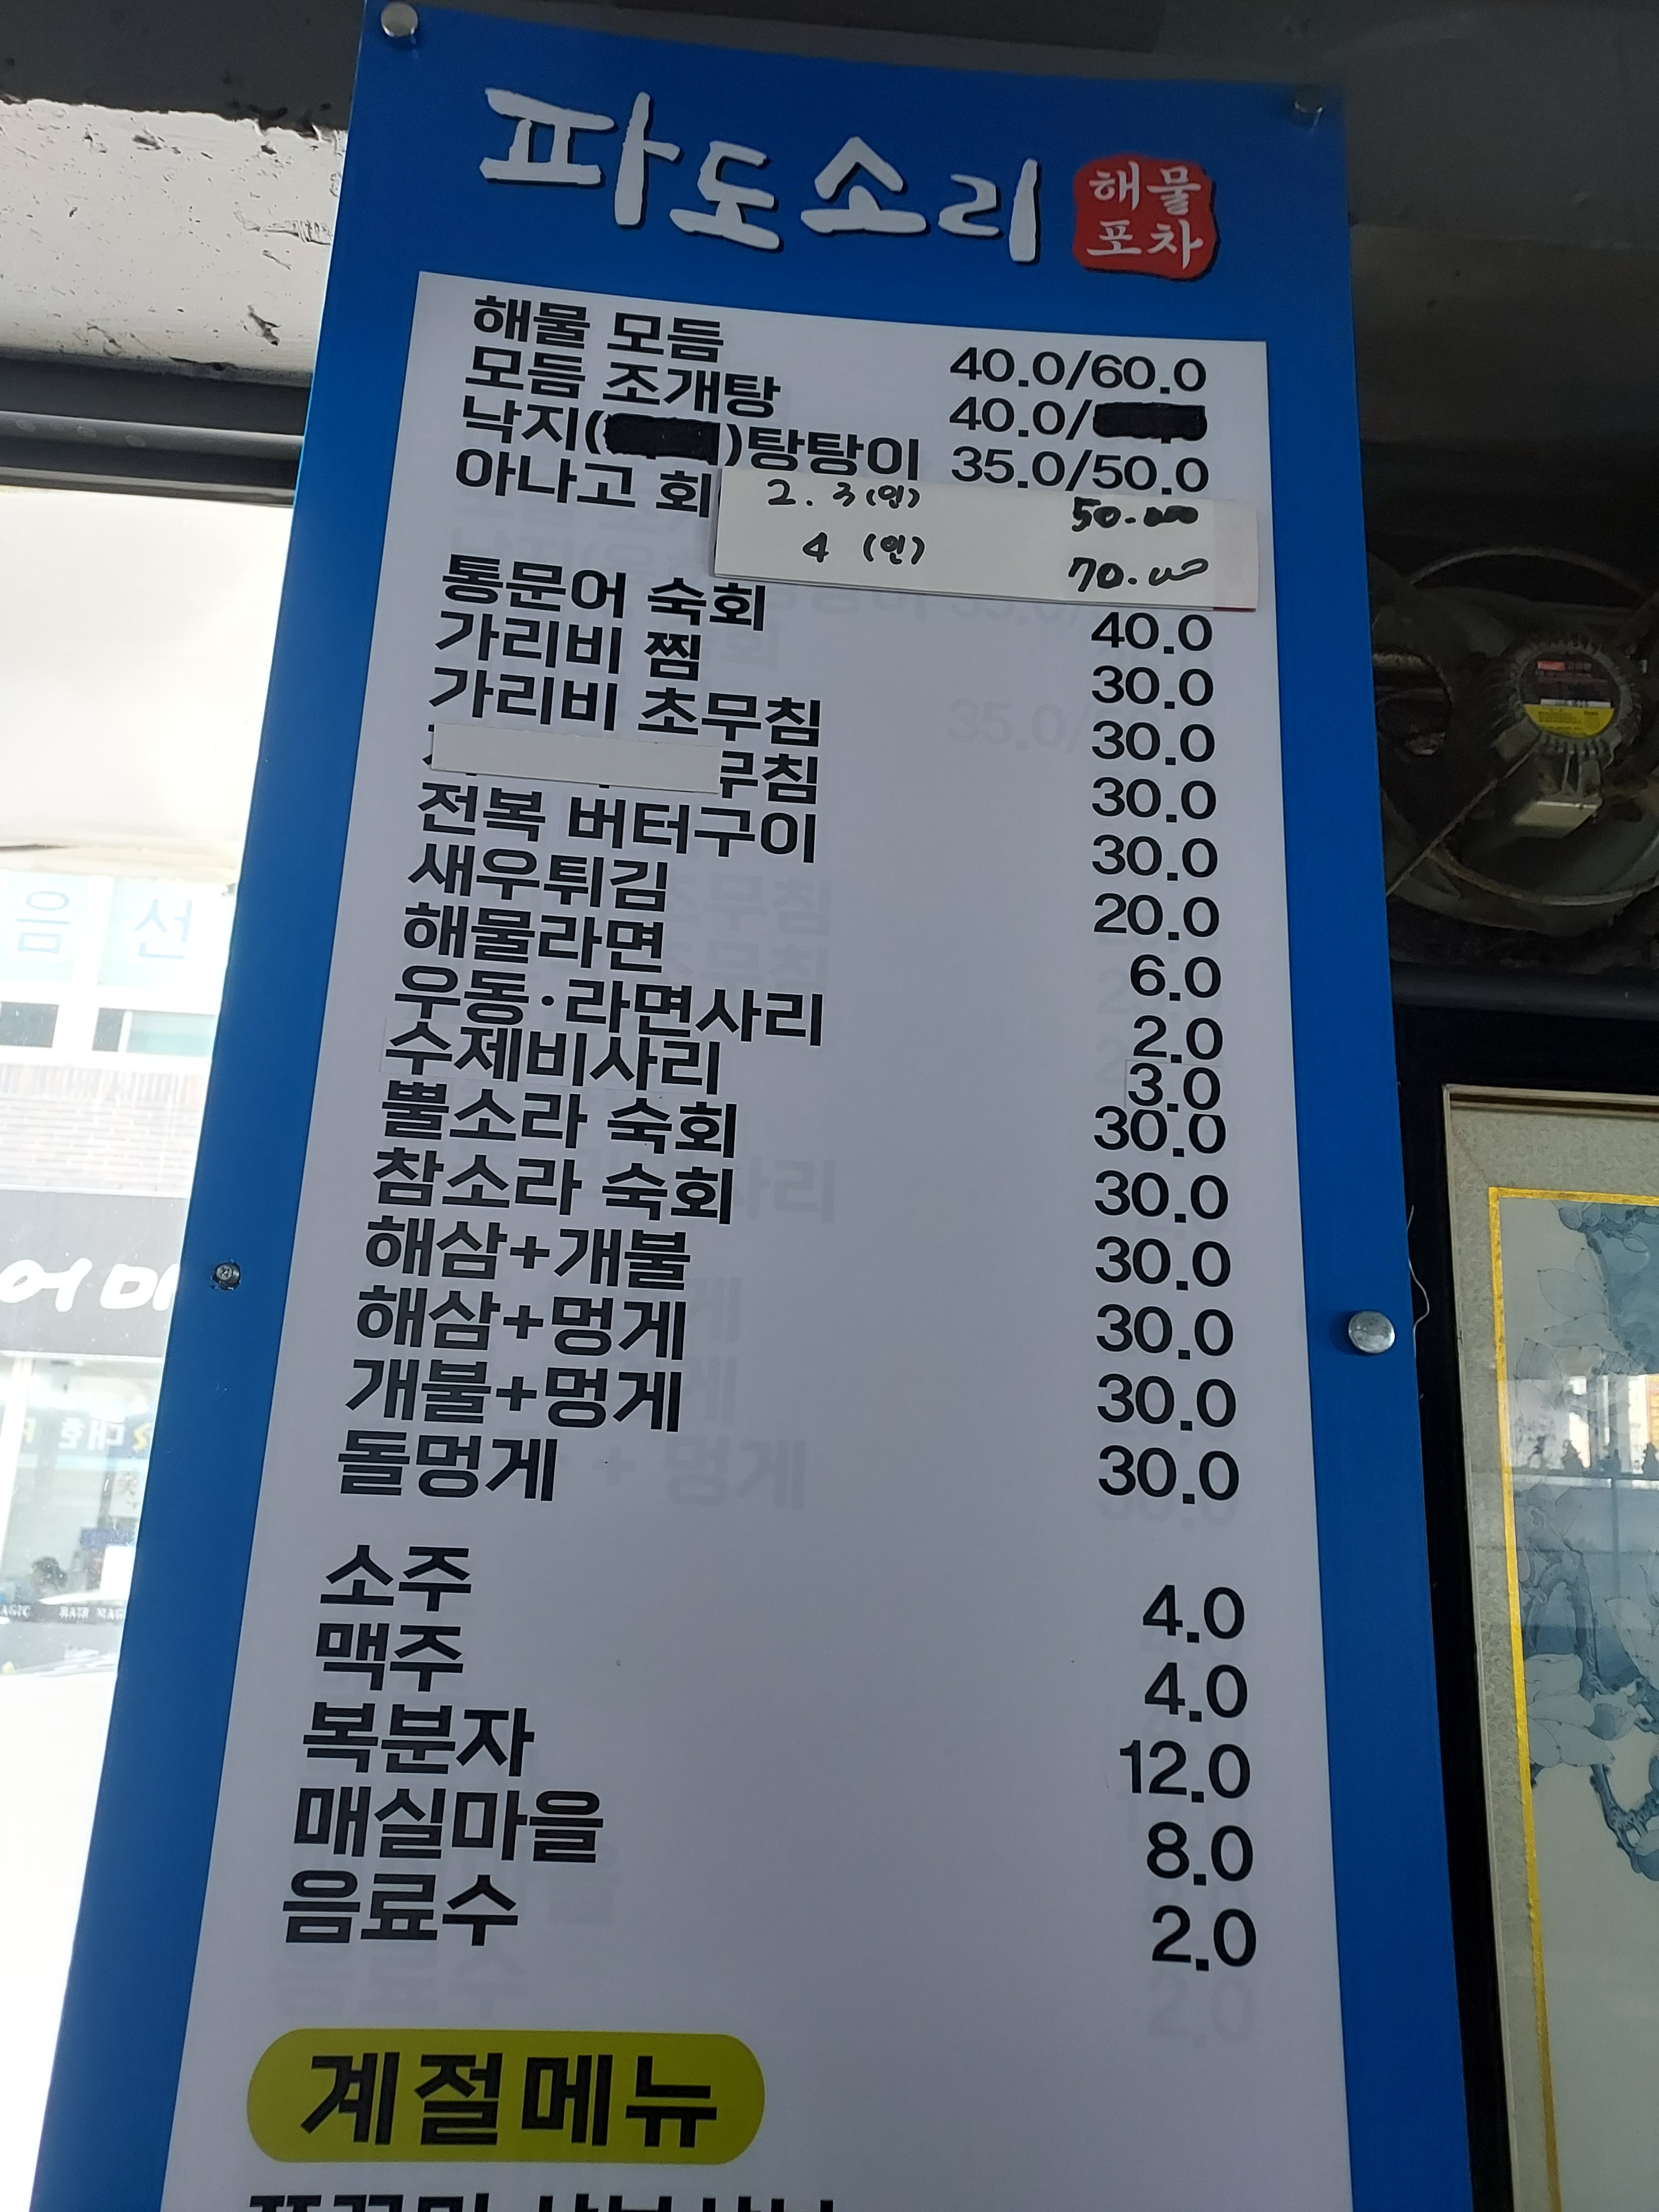 파도소리 해물
포차
해물 모듬 40.0/60.0
모듬 조개탕 40.0/
낙지( )탕탕이 35.0/50.0
아나고 회
2. 3(인) 50.000
4 (인) 70.000
통문어 숙회 40.0
가리비 찜 30.0
가리비 초무침 30.0
무침 30.0
전복 버터구이 30.0
새우튀김 20.0
해물라면 6.0
우동·라면사리 2.0
수제비사리 3.0
뿔소라 숙회 30.0
참소라 숙회 30.0
해삼+개불 30.0
해삼+멍게 30.0
개불+멍게 30.0
돌멍게 30.0
소주 4.0
맥주 4.0
복분자 12.0
매실마을 8.0
음료수 2.0
계절메뉴
음 선
어마